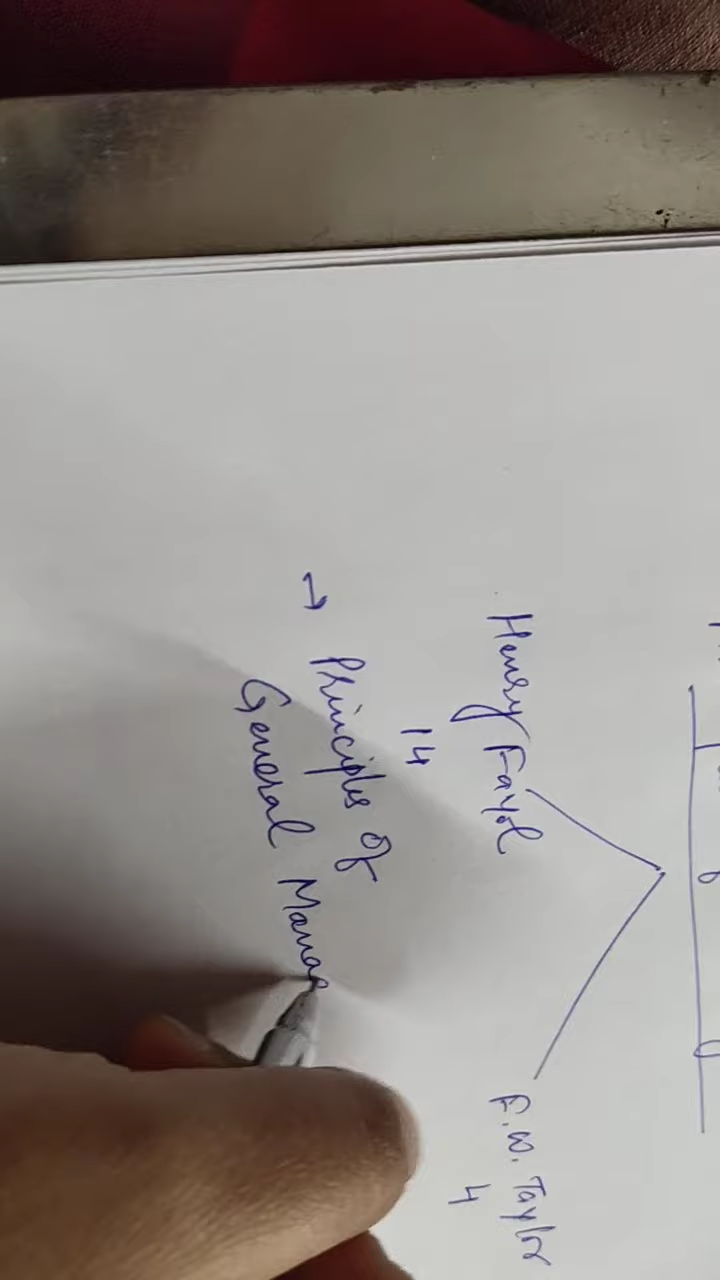 Henry Fayol
F.W. Taylor
14
4
→ Principles of
General Manag